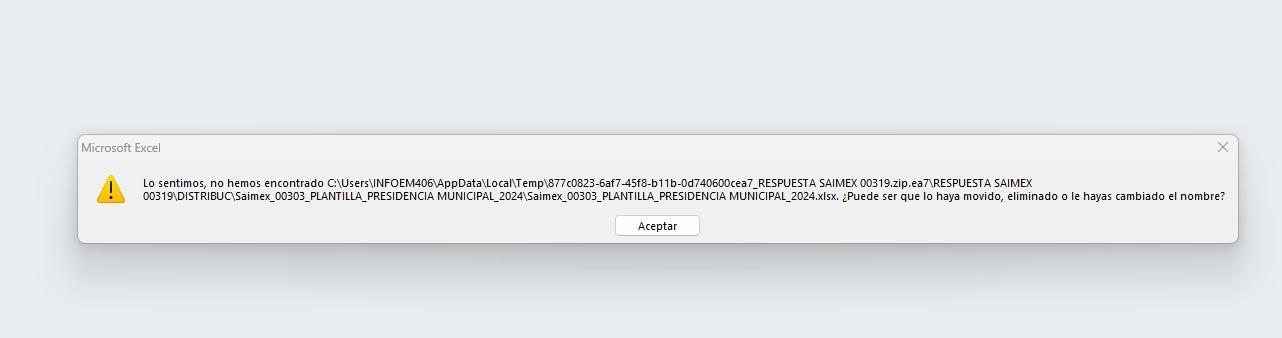 Microsoft Excel
Lo sentimos, no hemos encontrado C:\Users\INFOEM406\AppData\Local\Temp\877c0823-6af7-45f8-b11b-0d740600cea7_RESPUESTA SAIMEX 00319.zip.ea7\RESPUESTA SAIMEX
00319\DISTRIBUC\Saimex_00303_PLANTILLA_PRESIDENCIA MUNICIPAL_2024\Saimex_00303_PLANTILLA_PRESIDENCIA MUNICIPAL_2024.xlsx. ¿Puede ser que lo haya movido, eliminado o le hayas cambiado el nombre?
Aceptar